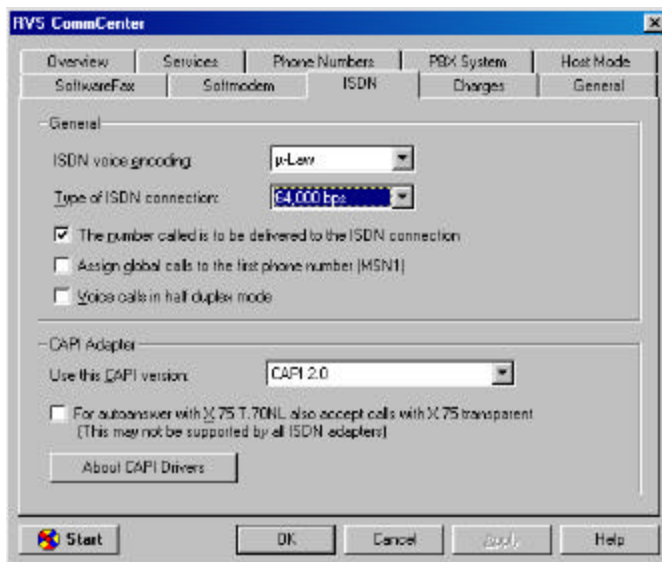 RVS CommCenter
Overview Services Phone Numbers PBX System Host Mode
SoftwareFax Softmodem ISDN Charges General
General
ISDN voice encoding: µ-Law
Type of ISDN connection: 64,000 bps
The number called is to be delivered to the ISDN connection
Assign global calls to the first phone number (MSN1)
Voice calls in half duplex mode
CAPI Adapter
Use this CAPI version: CAPI 2.0
For autoanswer with X.75 T.70NL also accept calls with X.75 transparent
(This may not be supported by all ISDN adapters)
About CAPI Drivers
Start OK Cancel Apply Help